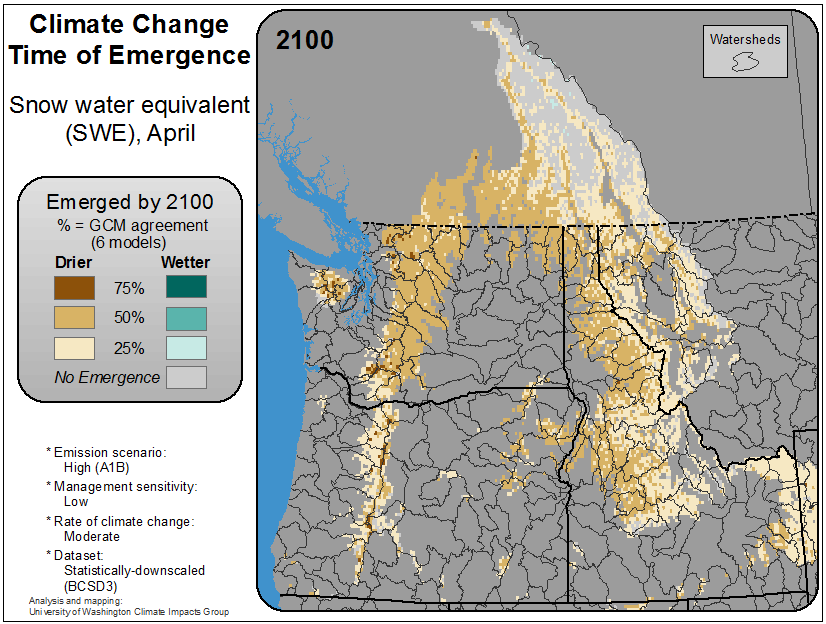 Climate Change
Time of Emergence
Snow water equivalent
(SWE), April
Emerged by 2100
% = GCM agreement
(6 models)
Drier Wetter
75%
50%
25%
No Emergence
* Emission scenario:
High (A1B)
* Management sensitivity:
Low
* Rate of climate change:
Moderate
* Dataset:
Statistically-downscaled
(BCSD3)
Analysis and mapping:
University of Washington Climate Impacts Group
2100
Watersheds